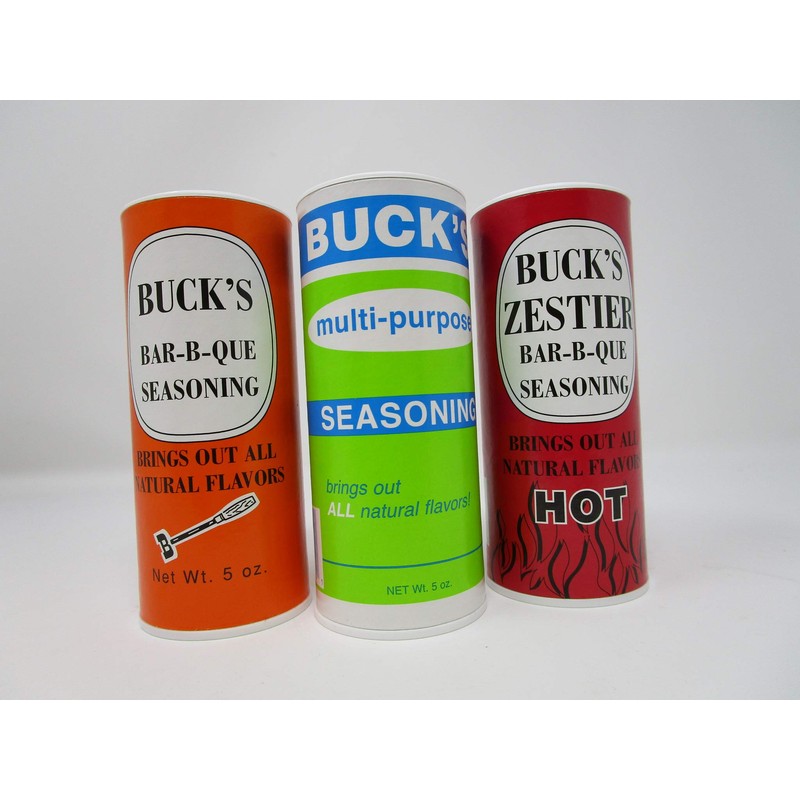 BUCK'S
BAR-B-QUE
SEASONING
BRINGS OUT ALL
NATURAL FLAVORS
Net Wt. 5 oz.
BUCK'S
multi-purpose
SEASONING
brings out
ALL natural flavors!
NET Wt. 5 oz.
BUCK'S
ZESTIER
BAR-B-QUE
SEASONING
BRINGS OUT ALL
NATURAL FLAVORS
HOT